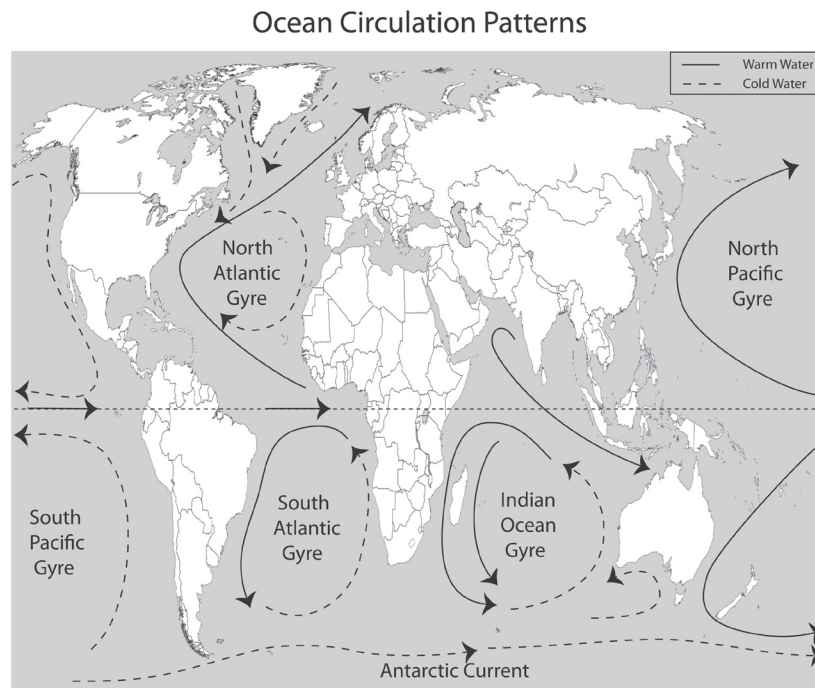 Ocean Circulation Patterns
Warm Water
Cold Water
North
Atlantic
Gyre
North
Pacific
Gyre
South
Pacific
Gyre
South
Atlantic
Gyre
Indian
Ocean
Gyre
Antarctic Current